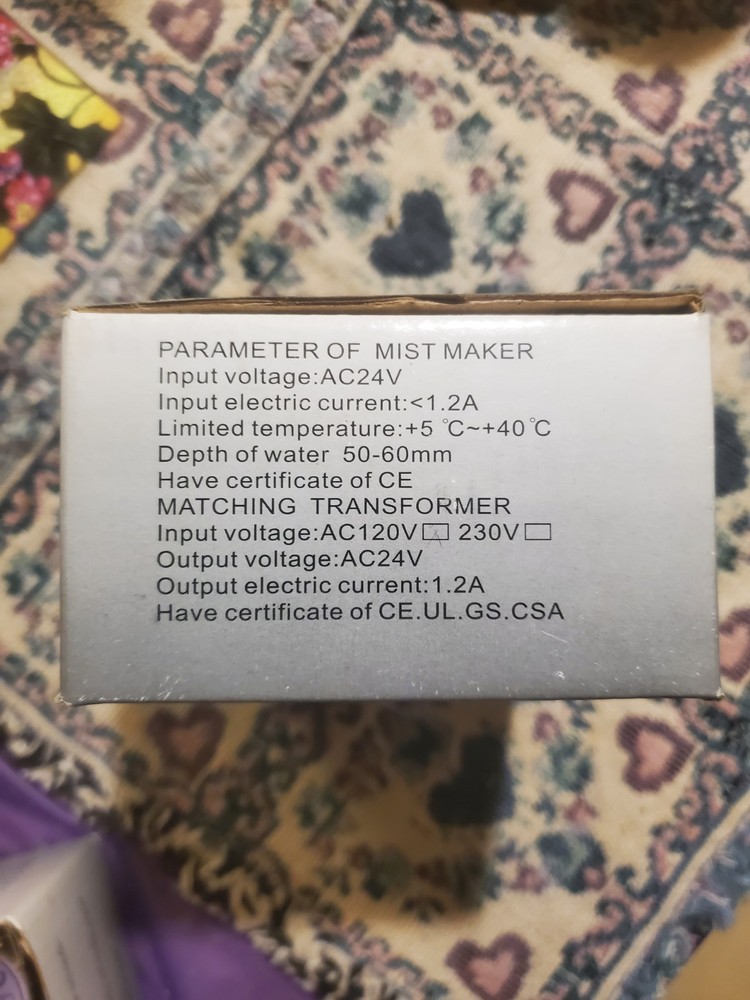 PARAMETER OF MIST MAKER
Input voltage:AC24V
Input electric current:<1.2A
Limited temperature:+5 ℃~+40℃
Depth of water 50-60mm
Have certificate of CE
MATCHING TRANSFORMER
Input voltage:AC120V☐ 230V☐
Output voltage:AC24V
Output electric current:1.2A
Have certificate of CE.UL.GS.CSA